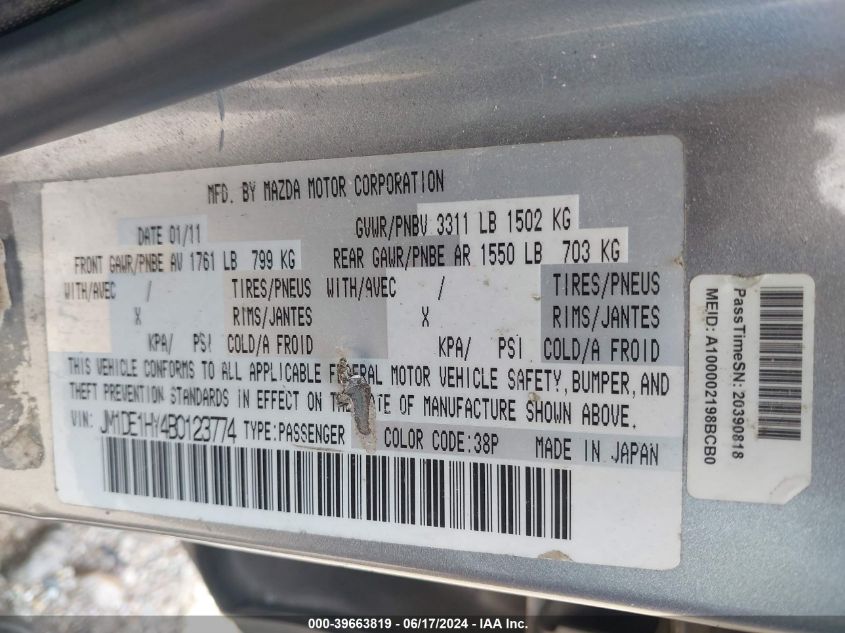 MFD. BY MAZDA MOTOR CORPORATION
DATE 01/11 GVWR/PNBV 3311 LB 1502 KG
FRONT GAWR/PNBE AV 1761 LB 799 KG REAR GAWR/PNBE AR 1550 LB 703 KG
WITH/AVEC / TIRES/PNEUS WITH/AVEC / TIRES/PNEUS
X RIMS/JANTES X RIMS/JANTES
KPA/ PSI COLD/A FROID KPA/ PSI COLD/A FROID
THIS VEHICLE CONFORMS TO ALL APPLICABLE FEDERAL MOTOR VEHICLE SAFETY, BUMPER, AND
THEFT PREVENTION STANDARDS IN EFFECT ON THE DATE OF MANUFACTURE SHOWN ABOVE.
VIN: JM1DE1HY4B0123774 TYPE:PASSENGER COLOR CODE:38P MADE IN JAPAN
PassTimeSN: 20390818
MEID: A100002198BCB0
000-39663819 / 06/17/2024 / IAA Inc.